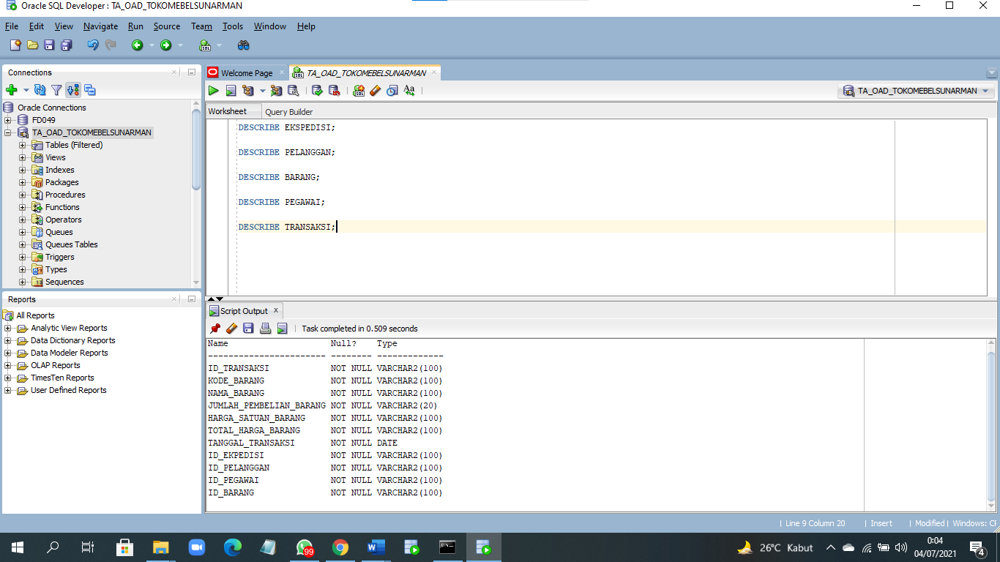 Oracle SQL Developer : TA_OAD_TOKOMEBELSUNARMAN
File Edit View Navigate Run Source Team Tools Window Help
Connections
Oracle Connections
FD049
TA_OAD_TOKOMEBELSUNARMAN
Tables (Filtered)
Views
Indexes
Packages
Procedures
Functions
Operators
Queues
Queues Tables
Triggers
Types
Sequences
Reports
All Reports
Analytic View Reports
Data Dictionary Reports
Data Modeler Reports
OLAP Reports
TimesTen Reports
User Defined Reports
Welcome Page
TA_OAD_TOKOMEBELSUNARMAN
TA_OAD_TOKOMEBELSUNARMAN
Worksheet Query Builder
DESCRIBE EKSPEDISI;
DESCRIBE PELANGGAN;
DESCRIBE BARANG;
DESCRIBE PEGAWAI;
DESCRIBE TRANSAKSI;
Script Output
Task completed in 0.509 seconds
Name Null? Type
----------------------- -------- -------------
ID_TRANSAKSI NOT NULL VARCHAR2(100)
KODE_BARANG NOT NULL VARCHAR2(100)
NAMA_BARANG NOT NULL VARCHAR2(100)
JUMLAH_PEMBELIAN_BARANG NOT NULL VARCHAR2(20)
HARGA_SATUAN_BARANG NOT NULL VARCHAR2(100)
TOTAL_HARGA_BARANG NOT NULL VARCHAR2(100)
TANGGAL_TRANSAKSI NOT NULL DATE
ID_EKPEDISI NOT NULL VARCHAR2(100)
ID_PELANGGAN NOT NULL VARCHAR2(100)
ID_PEGAWAI NOT NULL VARCHAR2(100)
ID_BARANG NOT NULL VARCHAR2(100)
Line 9 Column 20 Insert Modified Windows: CF
99
26°C Kabut
0:04
04/07/2021
4